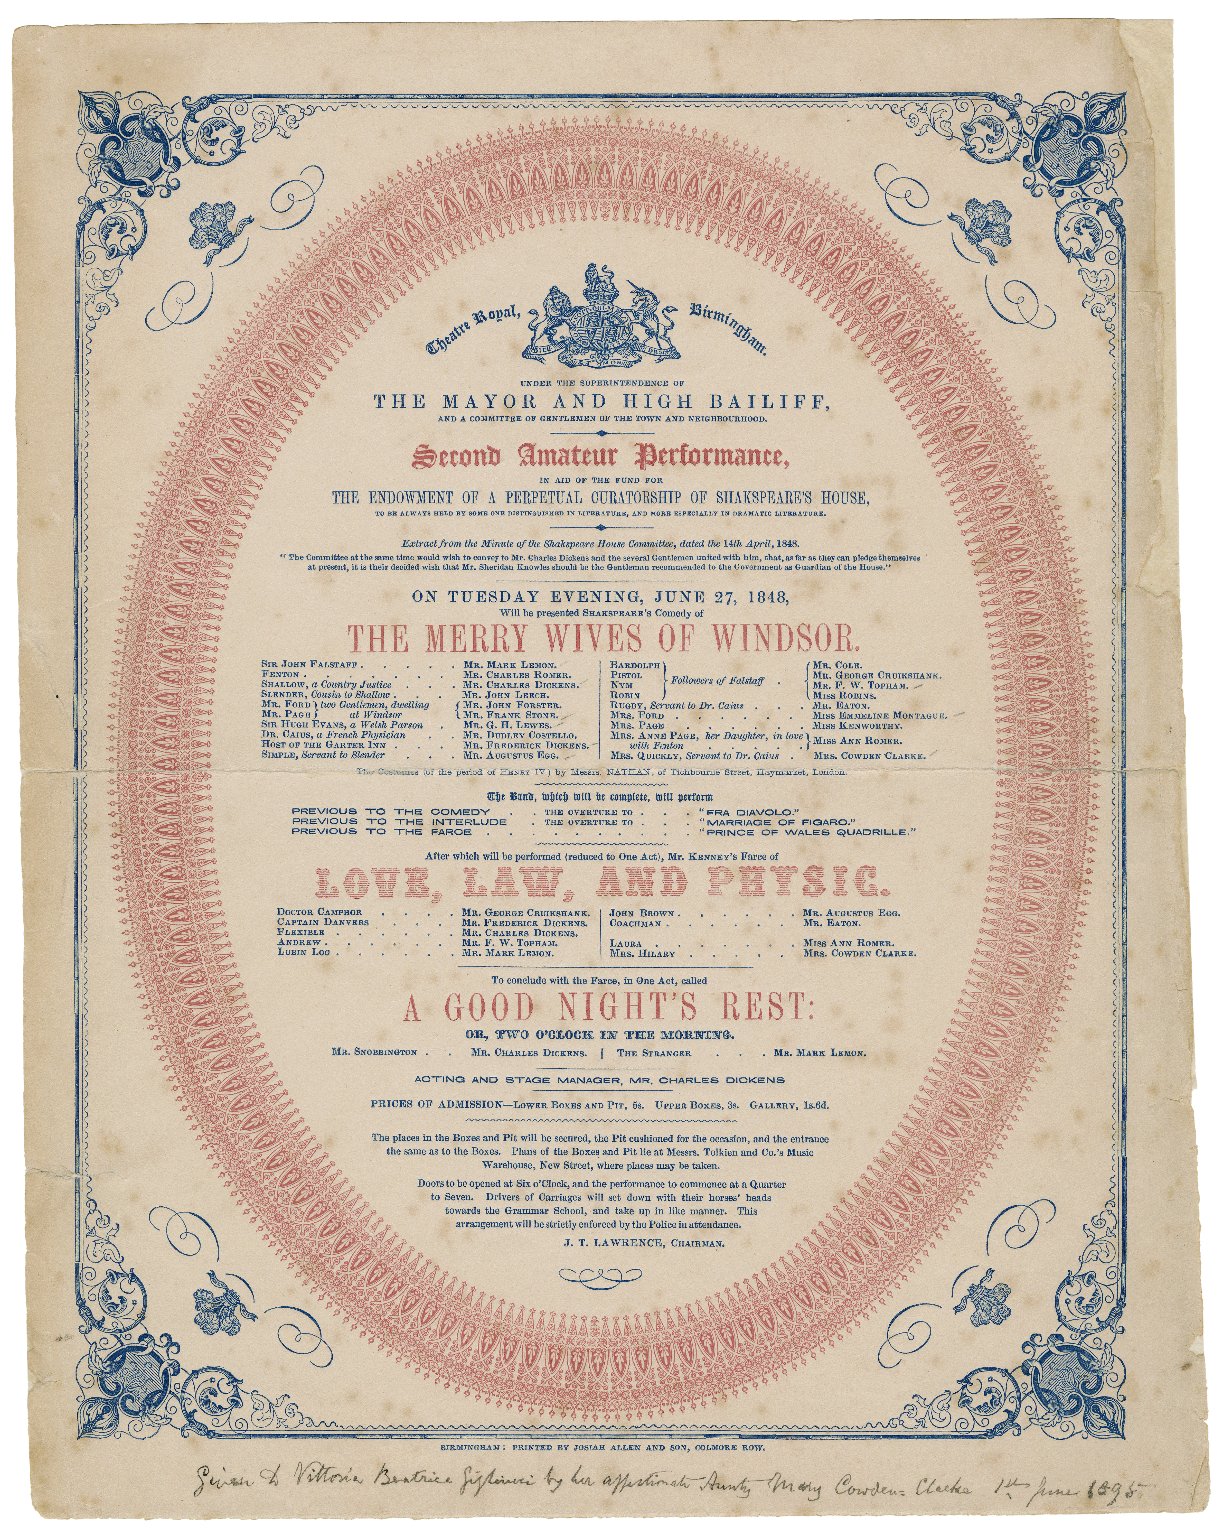 Theatre Royal, Birmingham.
UNDER THE SUPERINTENDENCE OF
THE MAYOR AND HIGH BAILIFF,
AND A COMMITTEE OF GENTLEMEN OF THE TOWN AND NEIGHBOURHOOD.
Second Amateur Performance,
IN AID OF THE FUND FOR
THE ENDOWMENT OF A PERPETUAL CURATORSHIP OF SHAKSPEARE'S HOUSE,
TO BE ALWAYS HELD BY SOME ONE DISTINGUISHED IN LITERATURE, AND MORE ESPECIALLY IN DRAMATIC LITERATURE.
Extract from the Minute of the Shakspeare House Committee, dated the 14th April, 1848.
"The Committee at the same time would wish to convey to Mr. Charles Dickens and the several Gentlemen united with him, that, as far as they can pledge themselves
at present, it is their decided wish that Mr. Sheridan Knowles should be the Gentleman recommended to the Government as Guardian of the House."
ON TUESDAY EVENING, JUNE 27, 1848,
Will be presented SHAKSPEARE'S Comedy of
THE MERRY WIVES OF WINDSOR.
SIR JOHN FALSTAFF . . . . . MR. MARK LEMON.
FENTON . . . . . . . MR. CHARLES ROMER.
SHALLOW, a Country Justice . . . MR. CHARLES DICKENS.
SLENDER, Cousin to Shallow . . . . MR. JOHN LEECH.
MR. FORD } two Gentlemen, dwelling { MR. JOHN FORSTER.
MR. PAGE } at Windsor { MR. FRANK STONE.
SIR HUGH EVANS, a Welsh Parson . MR. G. H. LEWES.
DR. CAIUS, a French Physician . . MR. DUDLEY COSTELLO.
HOST OF THE GARTER INN . . . . MR. FREDERICK DICKENS.
SIMPLE, Servant to Slender . . . MR. AUGUSTUS EGG.
BARDOLPH } { MR. COLE.
PISTOL } Followers of Falstaff . { MR. GEORGE CRUIKSHANK.
NYM } { MR. F. W. TOPHAM.
ROBIN } { MISS ROBINS.
RUGBY, Servant to Dr. Caius . . . . MR. EATON.
MRS. FORD . . . . . . . MISS EMMELINE MONTAGUE.
MRS. PAGE . . . . . . . MISS KENWORTHY.
MRS. ANNE PAGE, her Daughter, in love
with Fenton . . . . . } MISS ANN ROMER.
MRS. QUICKLY, Servant to Dr. Caius . MRS. COWDEN CLARKE.
The Costumes (of the period of HENRY IV) by Messrs. NATHAN, of Tichbourne Street, Haymarket, London.
The Band, which will be complete, will perform
PREVIOUS TO THE COMEDY . . THE OVERTURE TO . . . "FRA DIAVOLO."
PREVIOUS TO THE INTERLUDE . THE OVERTURE TO . . . "MARRIAGE OF FIGARO."
PREVIOUS TO THE FARCE . . . . . . . . . "PRINCE OF WALES QUADRILLE."
After which will be performed (reduced to One Act), Mr. KENNEY'S Farce of
LOVE, LAW, AND PHYSIC.
DOCTOR CAMPHOR . . . . MR. GEORGE CRUIKSHANK.
CAPTAIN DANVERS . . . . MR. FREDERICK DICKENS.
FLEXIBLE . . . . . . MR. CHARLES DICKENS.
ANDREW . . . . . . . MR. F. W. TOPHAM.
LUBIN LOG . . . . . . MR. MARK LEMON.
JOHN BROWN . . . . . . MR. AUGUSTUS EGG.
COACHMAN . . . . . . . MR. EATON.
LAURA . . . . . . . . MISS ANN ROMER.
MRS. HILARY . . . . . . MRS. COWDEN CLARKE.
To conclude with the Farce, in One Act, called
A GOOD NIGHT'S REST:
OR, TWO O'CLOCK IN THE MORNING.
MR. SNOBBINGTON . . MR. CHARLES DICKENS. | THE STRANGER . . . MR. MARK LEMON.
ACTING AND STAGE MANAGER, MR. CHARLES DICKENS
PRICES OF ADMISSION—LOWER BOXES AND PIT, 5s. UPPER BOXES, 3s. GALLERY, 1s.6d.
The places in the Boxes and Pit will be secured, the Pit cushioned for the occasion, and the entrance
the same as to the Boxes. Plans of the Boxes and Pit lie at Messrs. Tolkien and Co.'s Music
Warehouse, New Street, where places may be taken.
Doors to be opened at Six o'Clock, and the performance to commence at a Quarter
to Seven. Drivers of Carriages will set down with their horses' heads
towards the Grammar School, and take up in like manner. This
arrangement will be strictly enforced by the Police in attendance.
J. T. LAWRENCE, CHAIRMAN.
BIRMINGHAM: PRINTED BY JOSIAH ALLEN AND SON, COLMORE ROW.
Given to Vittoria Beatrice by her affectionate Aunty Mary Cowden-Clarke 1st June 1895